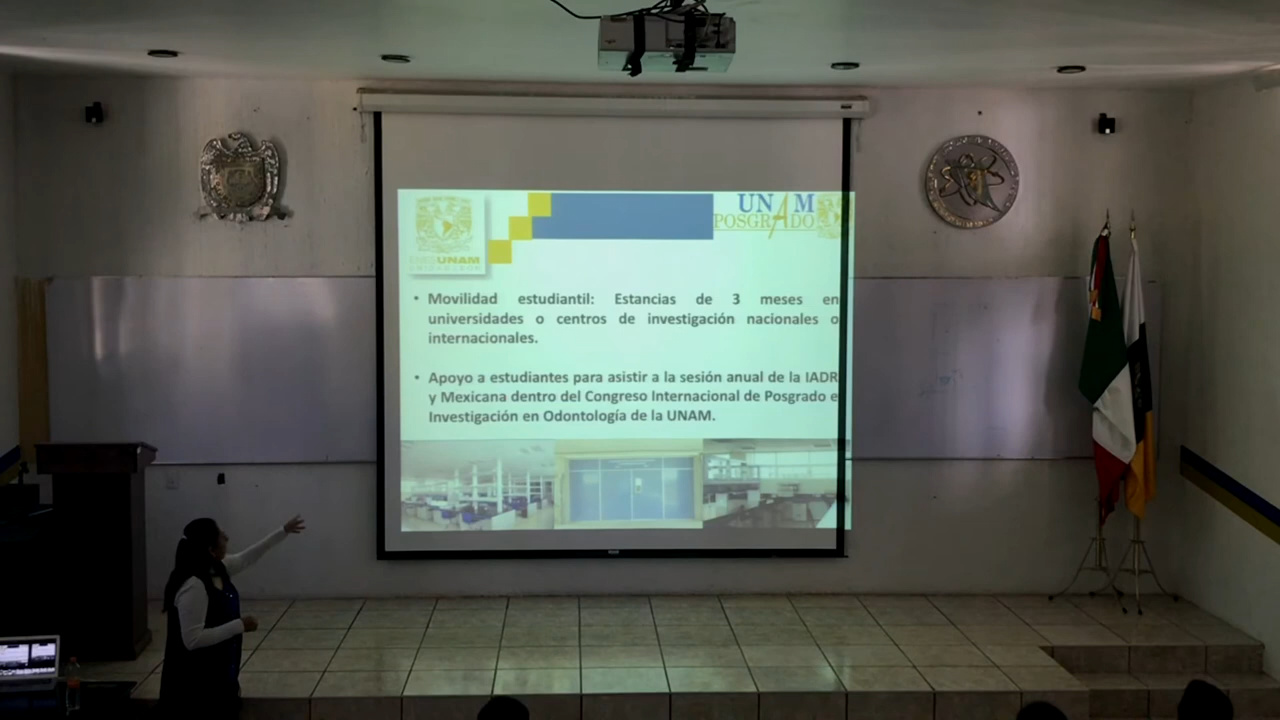 UNAM
POSGRADO
UNAM
• Movilidad estudiantil: Estancias de 3 meses en
universidades o centros de investigación nacionales o
internacionales.
• Apoyo a estudiantes para asistir a la sesión anual de la IADR
y Mexicana dentro del Congreso Internacional de Posgrado e
Investigación en Odontología de la UNAM.